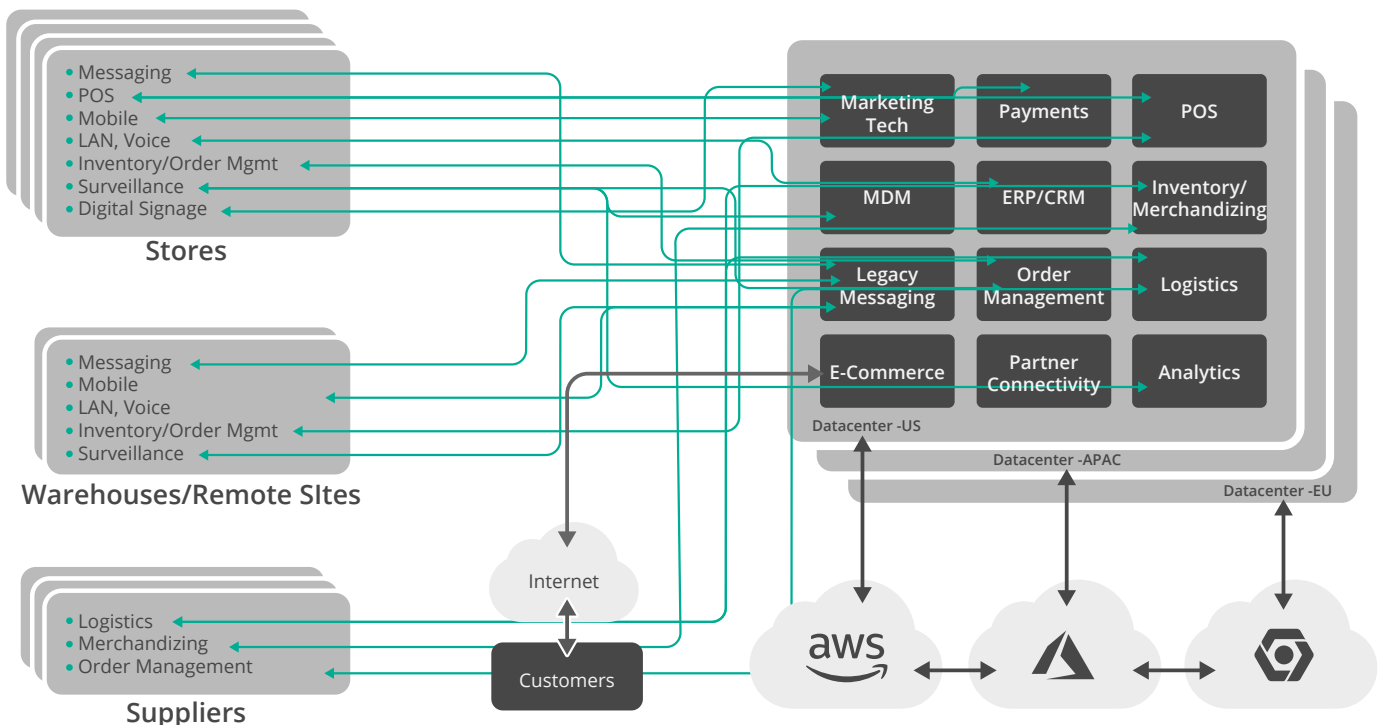 • Messaging
• POS
• Mobile
• LAN, Voice
• Inventory/Order Mgmt
• Surveillance
• Digital Signage
Stores
• Messaging
• Mobile
• LAN, Voice
• Inventory/Order Mgmt
• Surveillance
Warehouses/Remote SItes
• Logistics
• Merchandizing
• Order Management
Suppliers
Internet
Customers
Marketing
Tech
Payments
POS
MDM
ERP/CRM
Inventory/
Merchandizing
Legacy
Messaging
Order
Management
Logistics
E-Commerce
Partner
Connectivity
Analytics
Datacenter -US
Datacenter -APAC
Datacenter -EU
aws